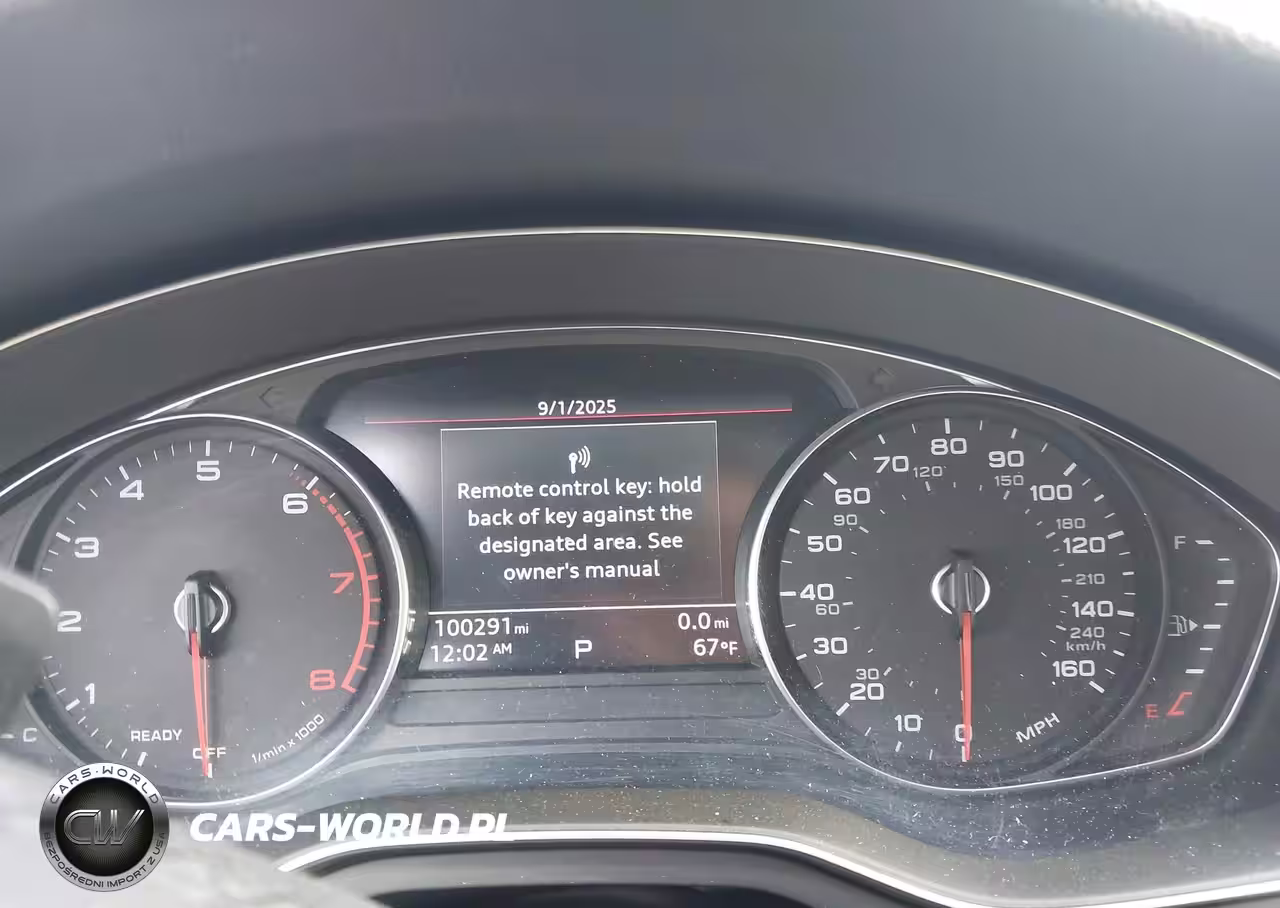 9/1/2025
Remote control key: hold
back of key against the
designated area. See
owner's manual
100291 mi
0.0 mi
12:02 AM
P
67°F
1
2
3
4
5
6
7
8
READY
OFF
1/min x 1000
C
0
10
20
30
40
50
60
70
80
90
100
120
140
160
30
60
90
120
150
180
210
240
km/h
MPH
F
E
CARS-WORLD
CW
BEZPOŚREDNI IMPORT Z USA
CARS-WORLD.PL